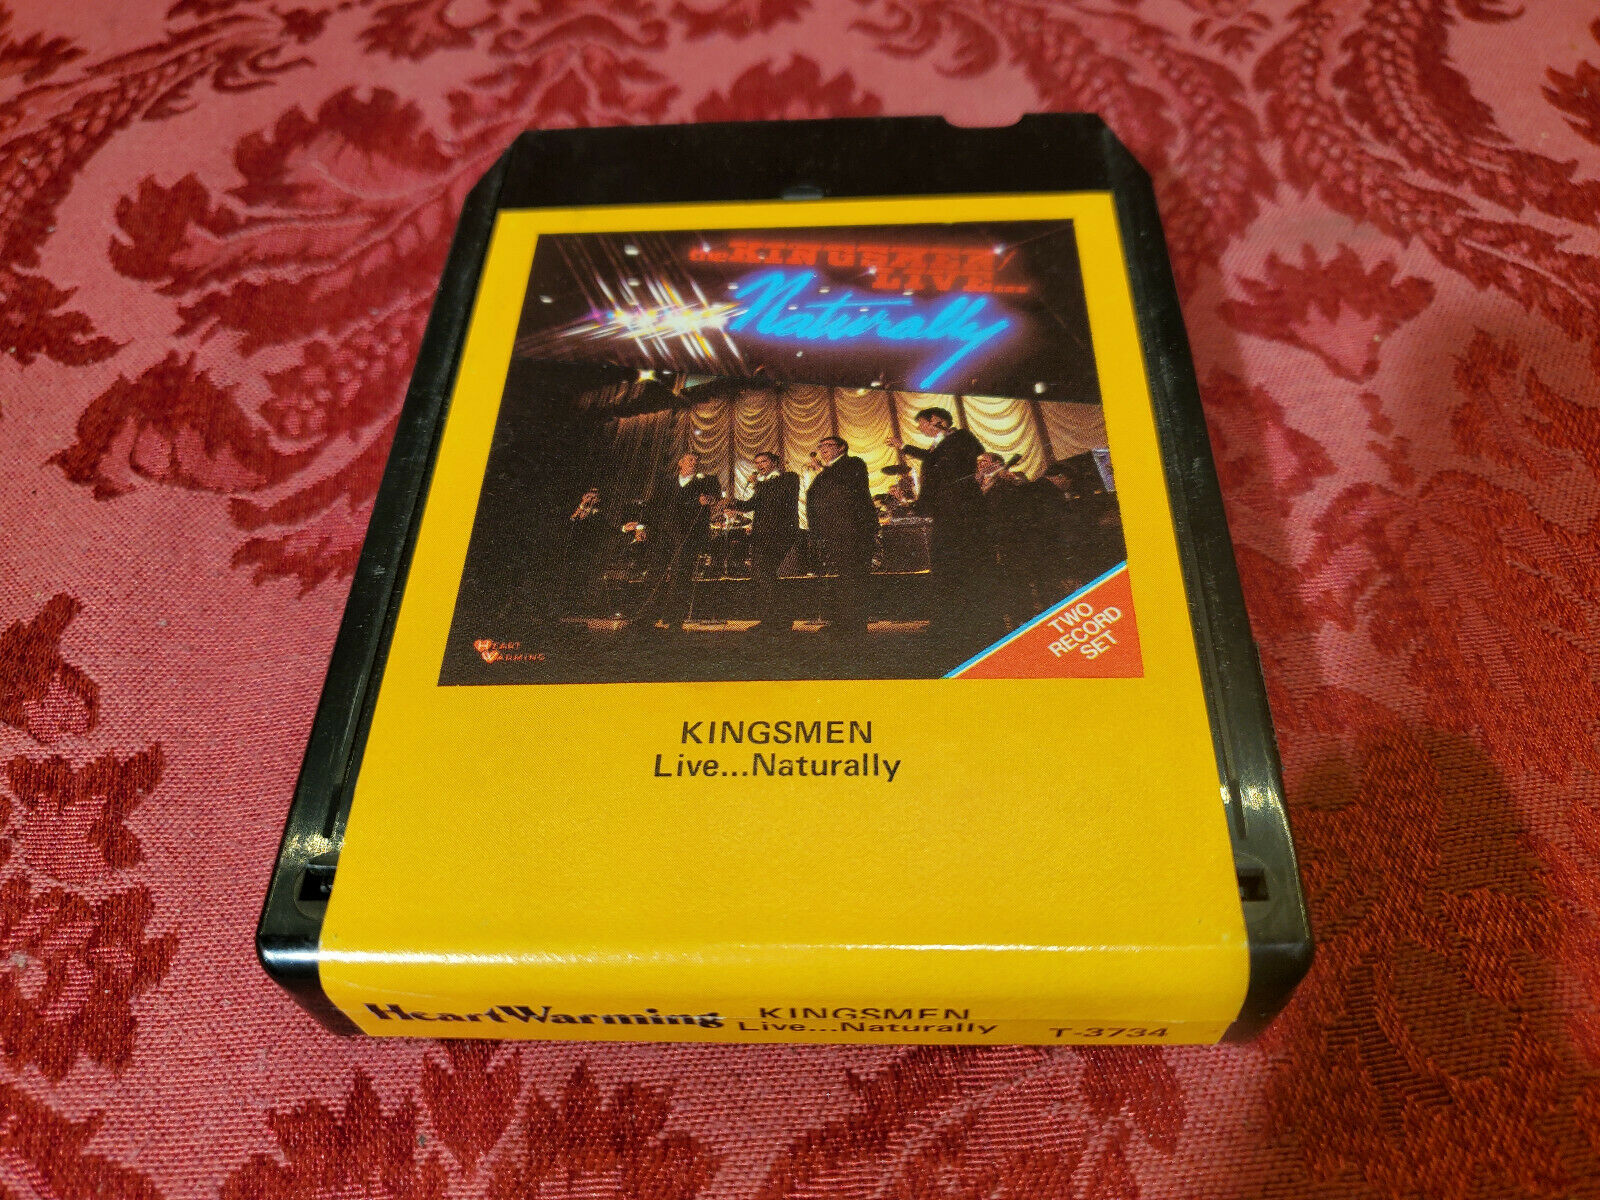 the KINGSMEN/
LIVE...
Naturally
TWO
RECORD
SET
HEART
WARMING
KINGSMEN
Live...Naturally
HeartWarming
KINGSMEN
Live...Naturally
T-3734